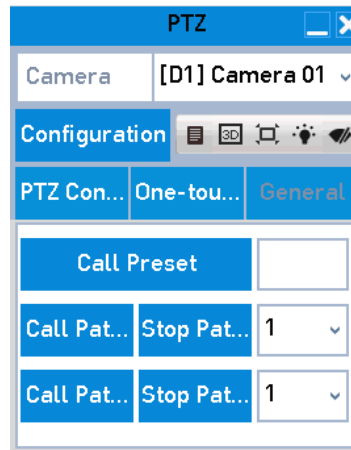 PTZ
Camera [D1] Camera 01
Configuration 3D
PTZ Con... One-tou... General
Call Preset
Call Pat... Stop Pat... 1
Call Pat... Stop Pat... 1